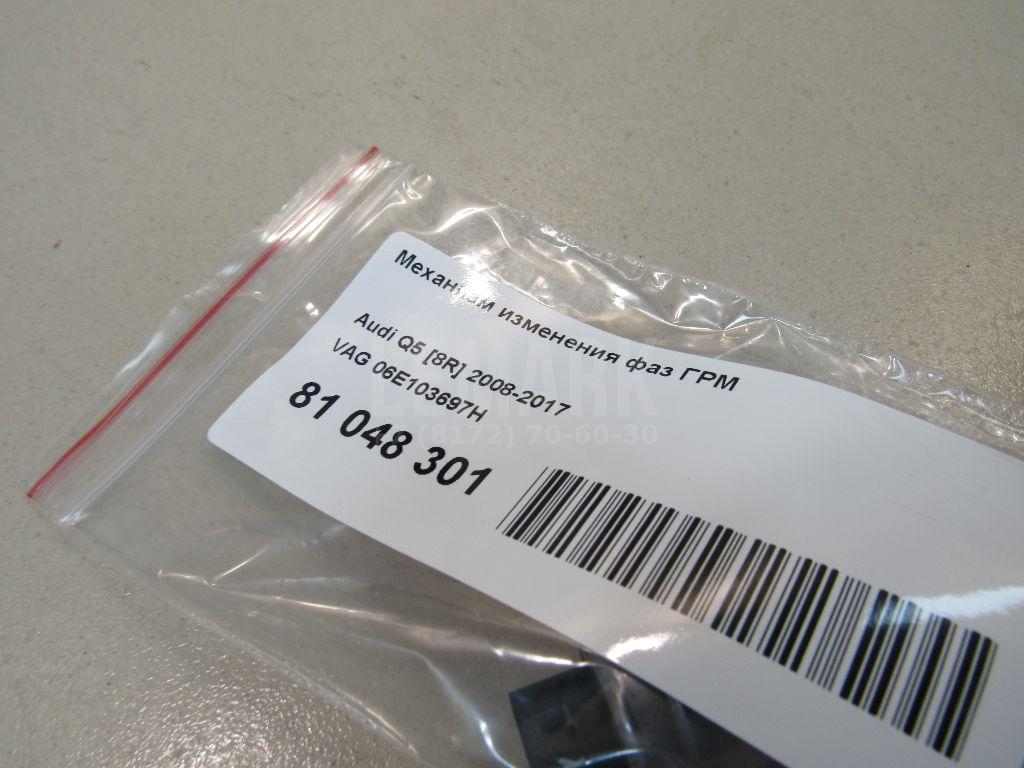 Механизм изменения фаз ГРМ
Audi Q5 [8R] 2008-2017
VAG 06E103697H
81 048 301
(8172) 70-60-30